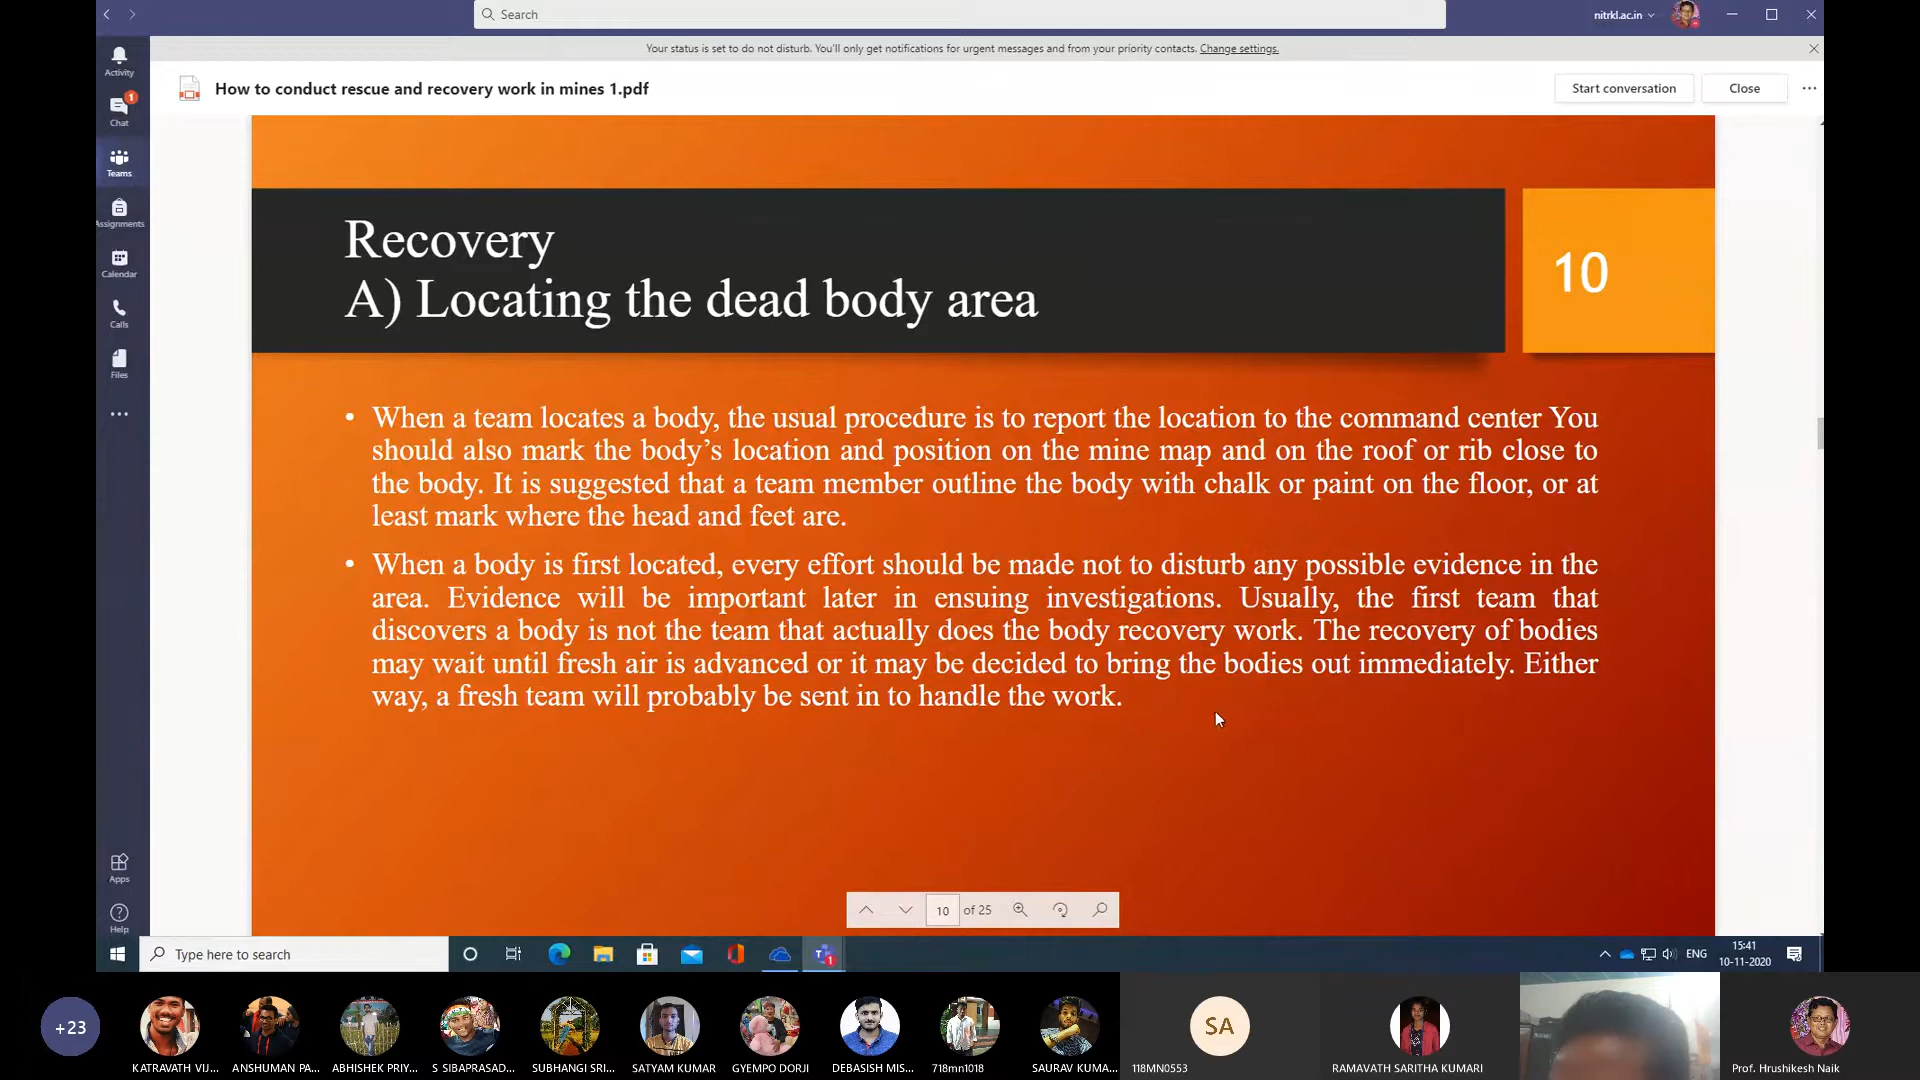 Search
nitrkl.ac.in
Your status is set to do not disturb. You'll only get notifications for urgent messages and from your priority contacts. Change settings.
Activity
How to conduct rescue and recovery work in mines 1.pdf
Start conversation
Close
1
Chat
Teams
Assignments
Calendar
Calls
Files
Recovery
A) Locating the dead body area
10
• When a team locates a body, the usual procedure is to report the location to the command center You
should also mark the body's location and position on the mine map and on the roof or rib close to
the body. It is suggested that a team member outline the body with chalk or paint on the floor, or at
least mark where the head and feet are.
• When a body is first located, every effort should be made not to disturb any possible evidence in the
area. Evidence will be important later in ensuing investigations. Usually, the first team that
discovers a body is not the team that actually does the body recovery work. The recovery of bodies
may wait until fresh air is advanced or it may be decided to bring the bodies out immediately. Either
way, a fresh team will probably be sent in to handle the work.
Apps
Help
10 of 25
Type here to search
1
ENG
15:41
10-11-2020
+23
SA
KATRAVATH VIJ...
ANSHUMAN PA...
ABHISHEK PRIY...
S SIBAPRASAD...
SUBHANGI SRI...
SATYAM KUMAR
GYEMPO DORJI
DEBASISH MIS...
718mn1018
SAURAV KUMA...
118MN0553
RAMAVATH SARITHA KUMARI
Prof. Hrushikesh Naik